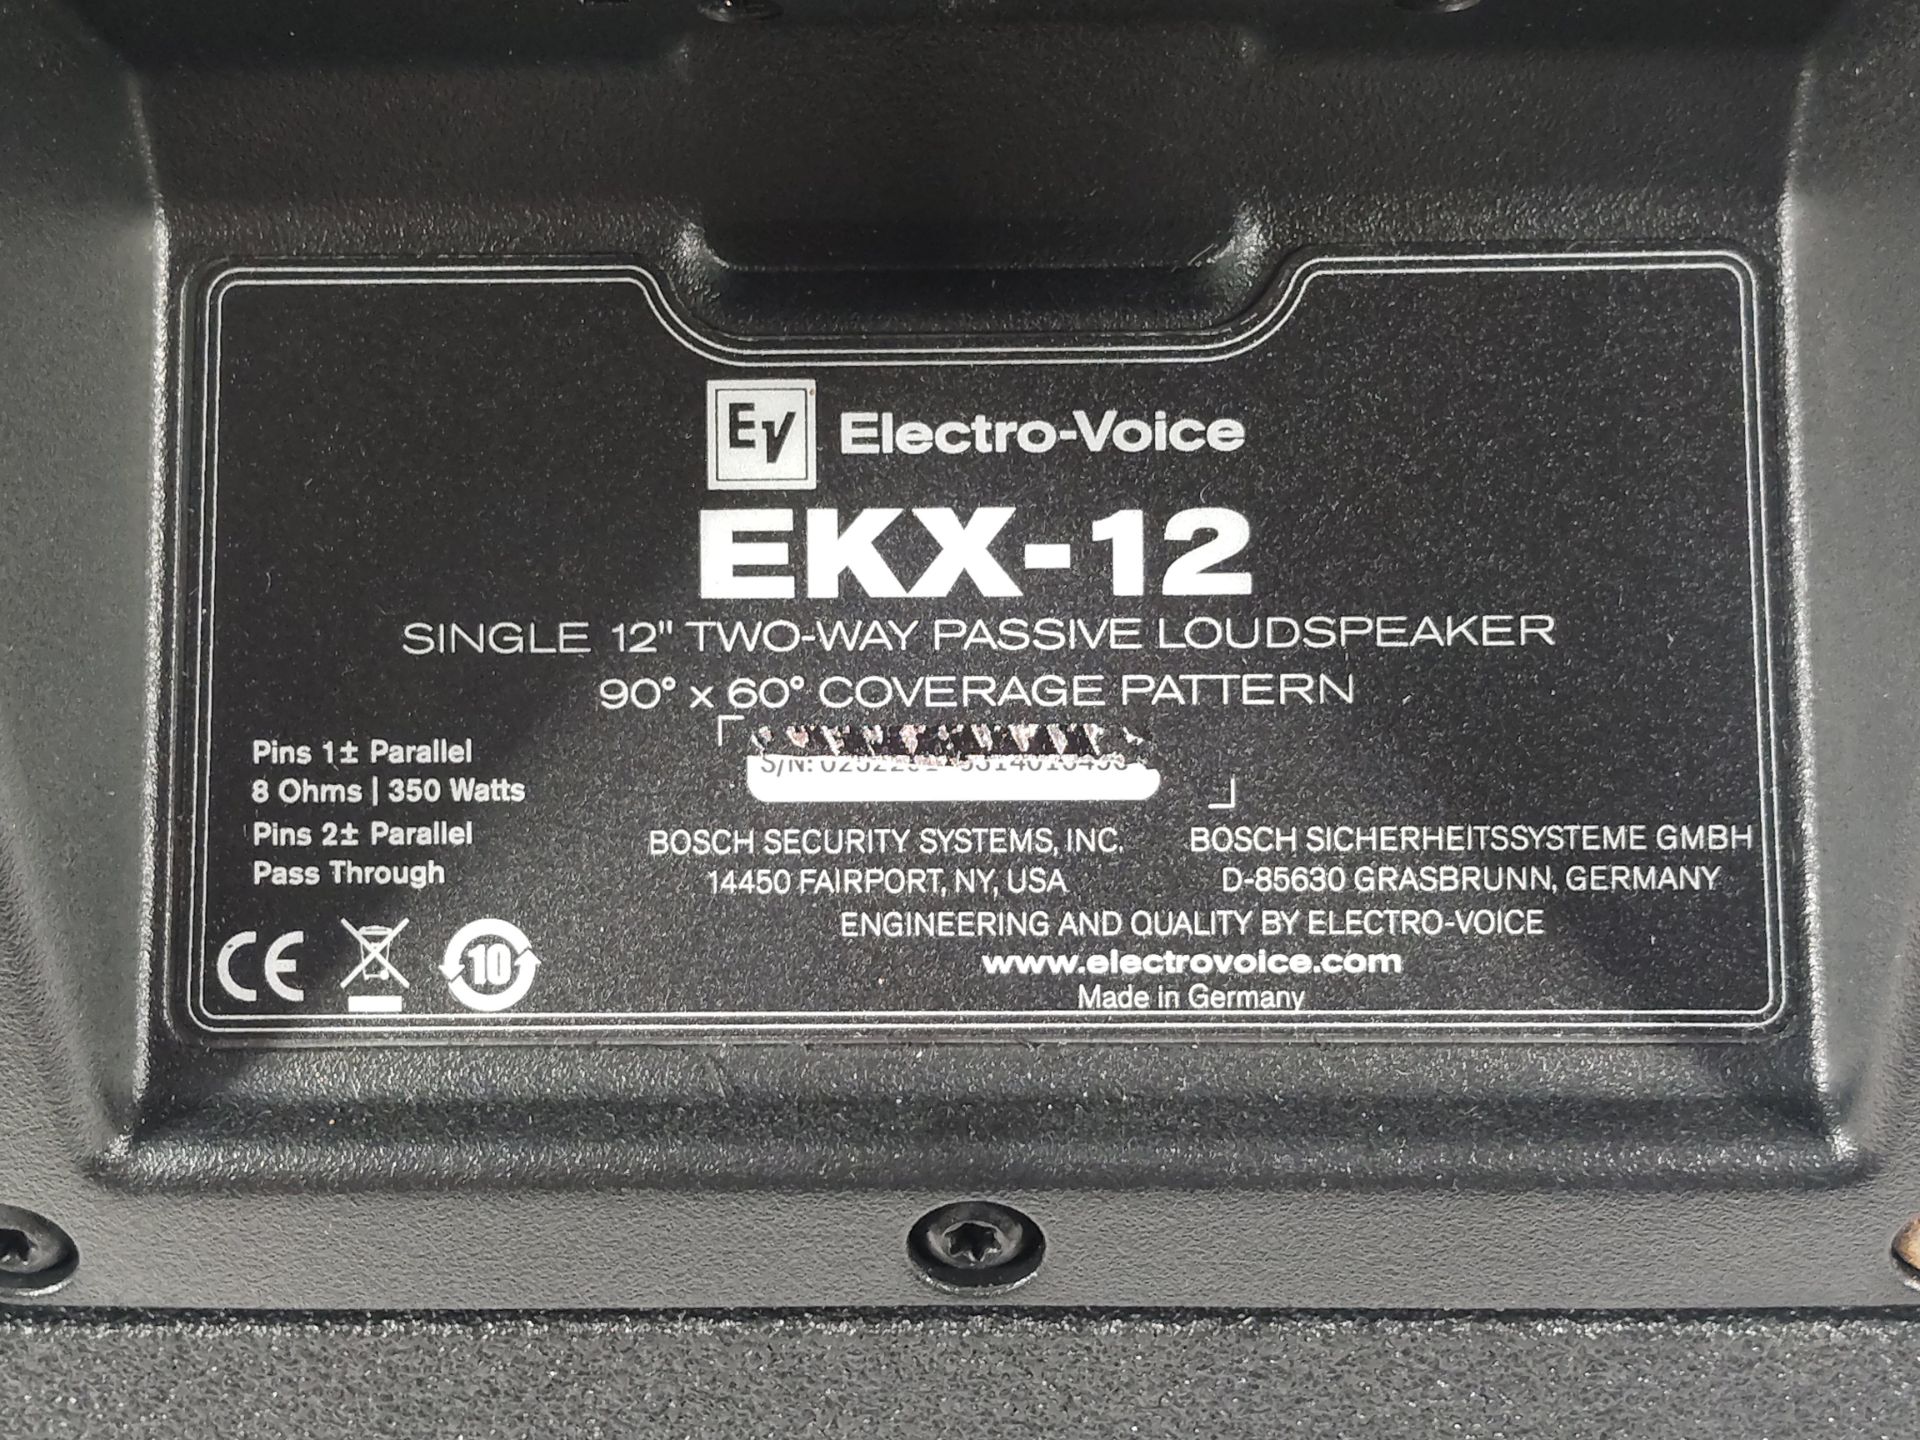 EV Electro-Voice
EKX-12
SINGLE 12" TWO-WAY PASSIVE LOUDSPEAKER
90° x 60° COVERAGE PATTERN
S/N:
Pins 1± Parallel
8 Ohms | 350 Watts
Pins 2± Parallel
Pass Through
BOSCH SECURITY SYSTEMS, INC.
14450 FAIRPORT, NY, USA
BOSCH SICHERHEITSSYSTEME GMBH
D-85630 GRASBRUNN, GERMANY
ENGINEERING AND QUALITY BY ELECTRO-VOICE
www.electrovoice.com
Made in Germany
CE
10